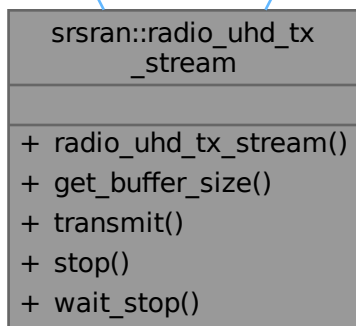 srsran::radio_uhd_tx
_stream
+ radio_uhd_tx_stream()
+ get_buffer_size()
+ transmit()
+ stop()
+ wait_stop()